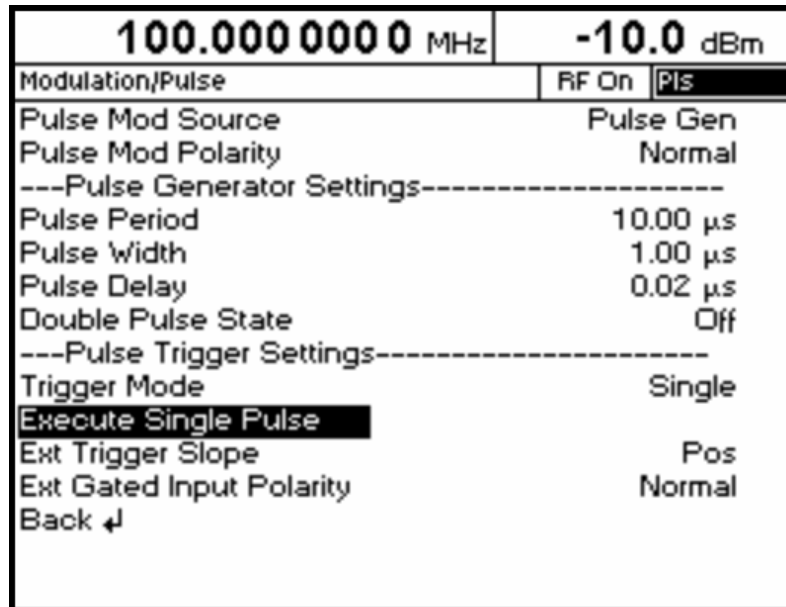 100.000 000 0 MHz -10.0 dBm
Modulation/Pulse RF On Pls
Pulse Mod Source Pulse Gen
Pulse Mod Polarity Normal
---Pulse Generator Settings--------------------
Pulse Period 10.00 µs
Pulse Width 1.00 µs
Pulse Delay 0.02 µs
Double Pulse State Off
---Pulse Trigger Settings----------------------
Trigger Mode Single
Execute Single Pulse
Ext Trigger Slope Pos
Ext Gated Input Polarity Normal
Back ↲